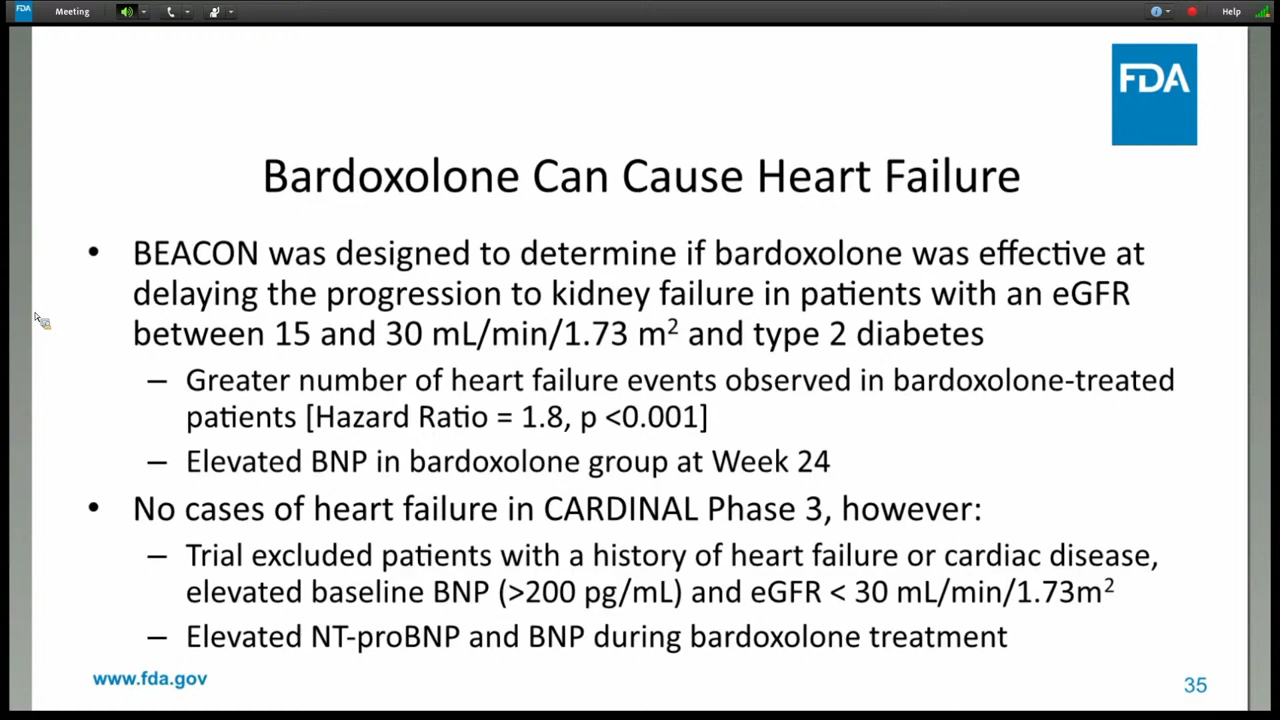 FDA Meeting Help
FDA
Bardoxolone Can Cause Heart Failure
• BEACON was designed to determine if bardoxolone was effective at
delaying the progression to kidney failure in patients with an eGFR
between 15 and 30 mL/min/1.73 m² and type 2 diabetes
– Greater number of heart failure events observed in bardoxolone-treated
patients [Hazard Ratio = 1.8, p <0.001]
– Elevated BNP in bardoxolone group at Week 24
• No cases of heart failure in CARDINAL Phase 3, however:
– Trial excluded patients with a history of heart failure or cardiac disease,
elevated baseline BNP (>200 pg/mL) and eGFR < 30 mL/min/1.73m²
– Elevated NT-proBNP and BNP during bardoxolone treatment
www.fda.gov
35